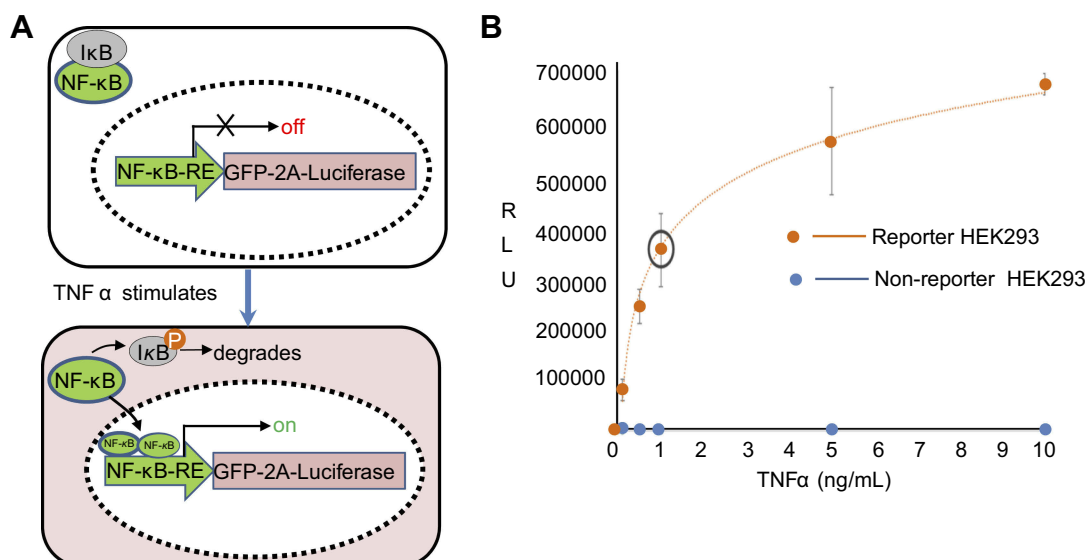 A
IκB
NF-κB
off
NF-κB-RE
GFP-2A-Luciferase
TNF α stimulates
P
IκB
degrades
NF-κB
on
NF-κB
NF-κB
NF-κB-RE
GFP-2A-Luciferase
B
700000
600000
500000
400000
300000
200000
100000
R
L
U
Reporter HEK293
Non-reporter HEK293
0 1 2 3 4 5 6 7 8 9 10
TNFα (ng/mL)